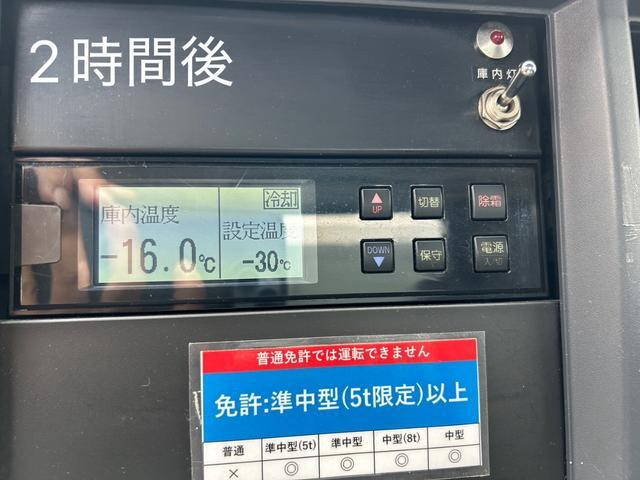 2時間後
庫内灯
冷却
庫内温度
設定温度
-16.0℃
-30℃
UP
切替
除霜
DOWN
保守
電源
入/切
普通免許では運転できません
免許:準中型(5t限定)以上
普通 準中型(5t) 準中型 中型(8t) 中型
× ◎ ◎ ◎ ◎